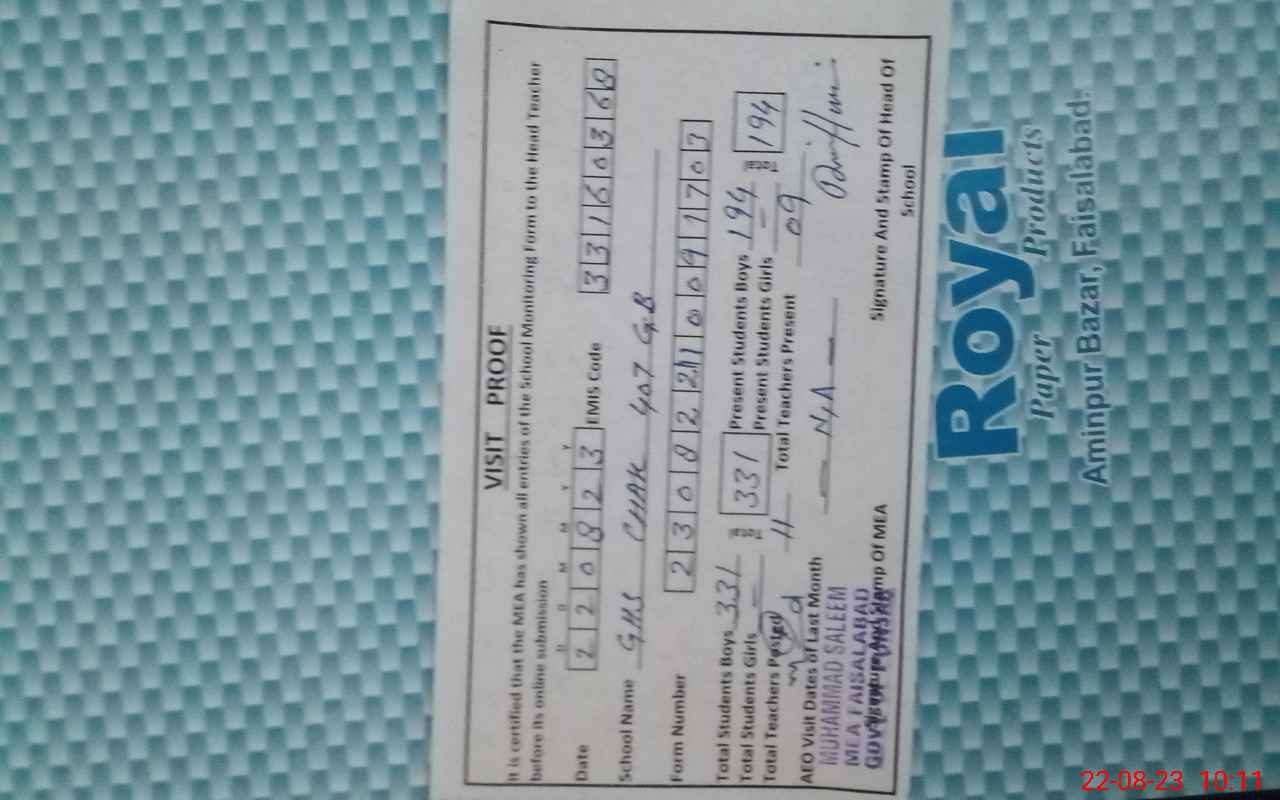 VISIT PROOF
It is certified that the MEA has shown all entries of the School Monitoring Form to the Head Teacher
before its online submission
D D M M Y Y
Date 2 2 0 8 2 3 EMIS Code 3 3 1 6 0 3 6 8
School Name GHS CHAK 407 GB
Form Number 2 3 0 8 2 2 1 0 0 9 1 7 0 3
Total Students Boys 331 331 Present Students Boys 194 194
Total Students Girls — Present Students Girls —
Total Teachers Posted 11 Total Teachers Present 09
AEO Visit Dates of Last Month — N,A —
MUHAMMAD SALEEM
MEA FAISALABAD
Signature And Stamp Of MEA
Signature And Stamp Of Head Of
School
Royal
Paper Products
Aminpur Bazar, Faisalabad.
22-08-23 10:11